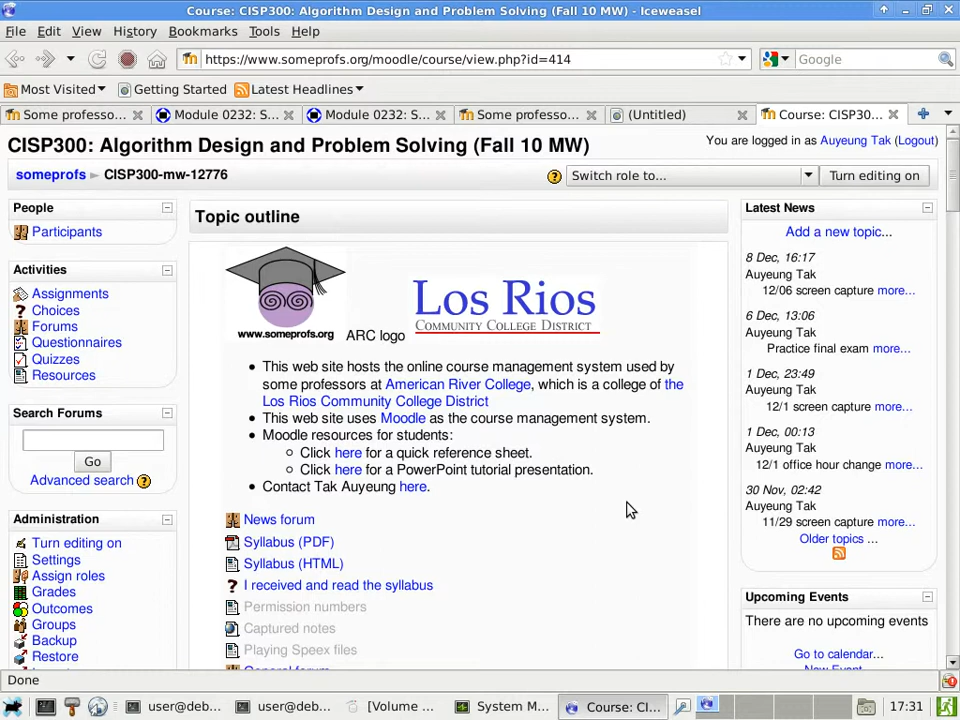 Course: CISP300: Algorithm Design and Problem Solving (Fall 10 MW) - Iceweasel
File Edit View History Bookmarks Tools Help
https://www.someprofs.org/moodle/course/view.php?id=414
Google
Most Visited Getting Started Latest Headlines
Some professo... Module 0232: S... Module 0232: S... Some professo... (Untitled) Course: CISP30...
CISP300: Algorithm Design and Problem Solving (Fall 10 MW)
You are logged in as Auyeung Tak (Logout)
someprofs ► CISP300-mw-12776
Switch role to...
Turn editing on
People
Participants
Activities
Assignments
Choices
Forums
Questionnaires
Quizzes
Resources
Search Forums
Go
Advanced search
Administration
Turn editing on
Settings
Assign roles
Grades
Outcomes
Groups
Backup
Restore
Topic outline
www.someprofs.org
ARC logo
Los Rios
Community College District
This web site hosts the online course management system used by
some professors at American River College, which is a college of the
Los Rios Community College District
This web site uses Moodle as the course management system.
Moodle resources for students:
Click here for a quick reference sheet.
Click here for a PowerPoint tutorial presentation.
Contact Tak Auyeung here.
News forum
Syllabus (PDF)
Syllabus (HTML)
I received and read the syllabus
Permission numbers
Captured notes
Playing Speex files
General forum
Latest News
Add a new topic...
8 Dec, 16:17
Auyeung Tak
12/06 screen capture more...
6 Dec, 13:06
Auyeung Tak
Practice final exam more...
1 Dec, 23:49
Auyeung Tak
12/1 screen capture more...
1 Dec, 00:13
Auyeung Tak
12/1 office hour change more...
30 Nov, 02:42
Auyeung Tak
11/29 screen capture more...
Older topics ...
Upcoming Events
There are no upcoming events
Go to calendar...
New Event...
Done
user@deb... user@deb... [Volume ... System M... Course: CI... 17:31